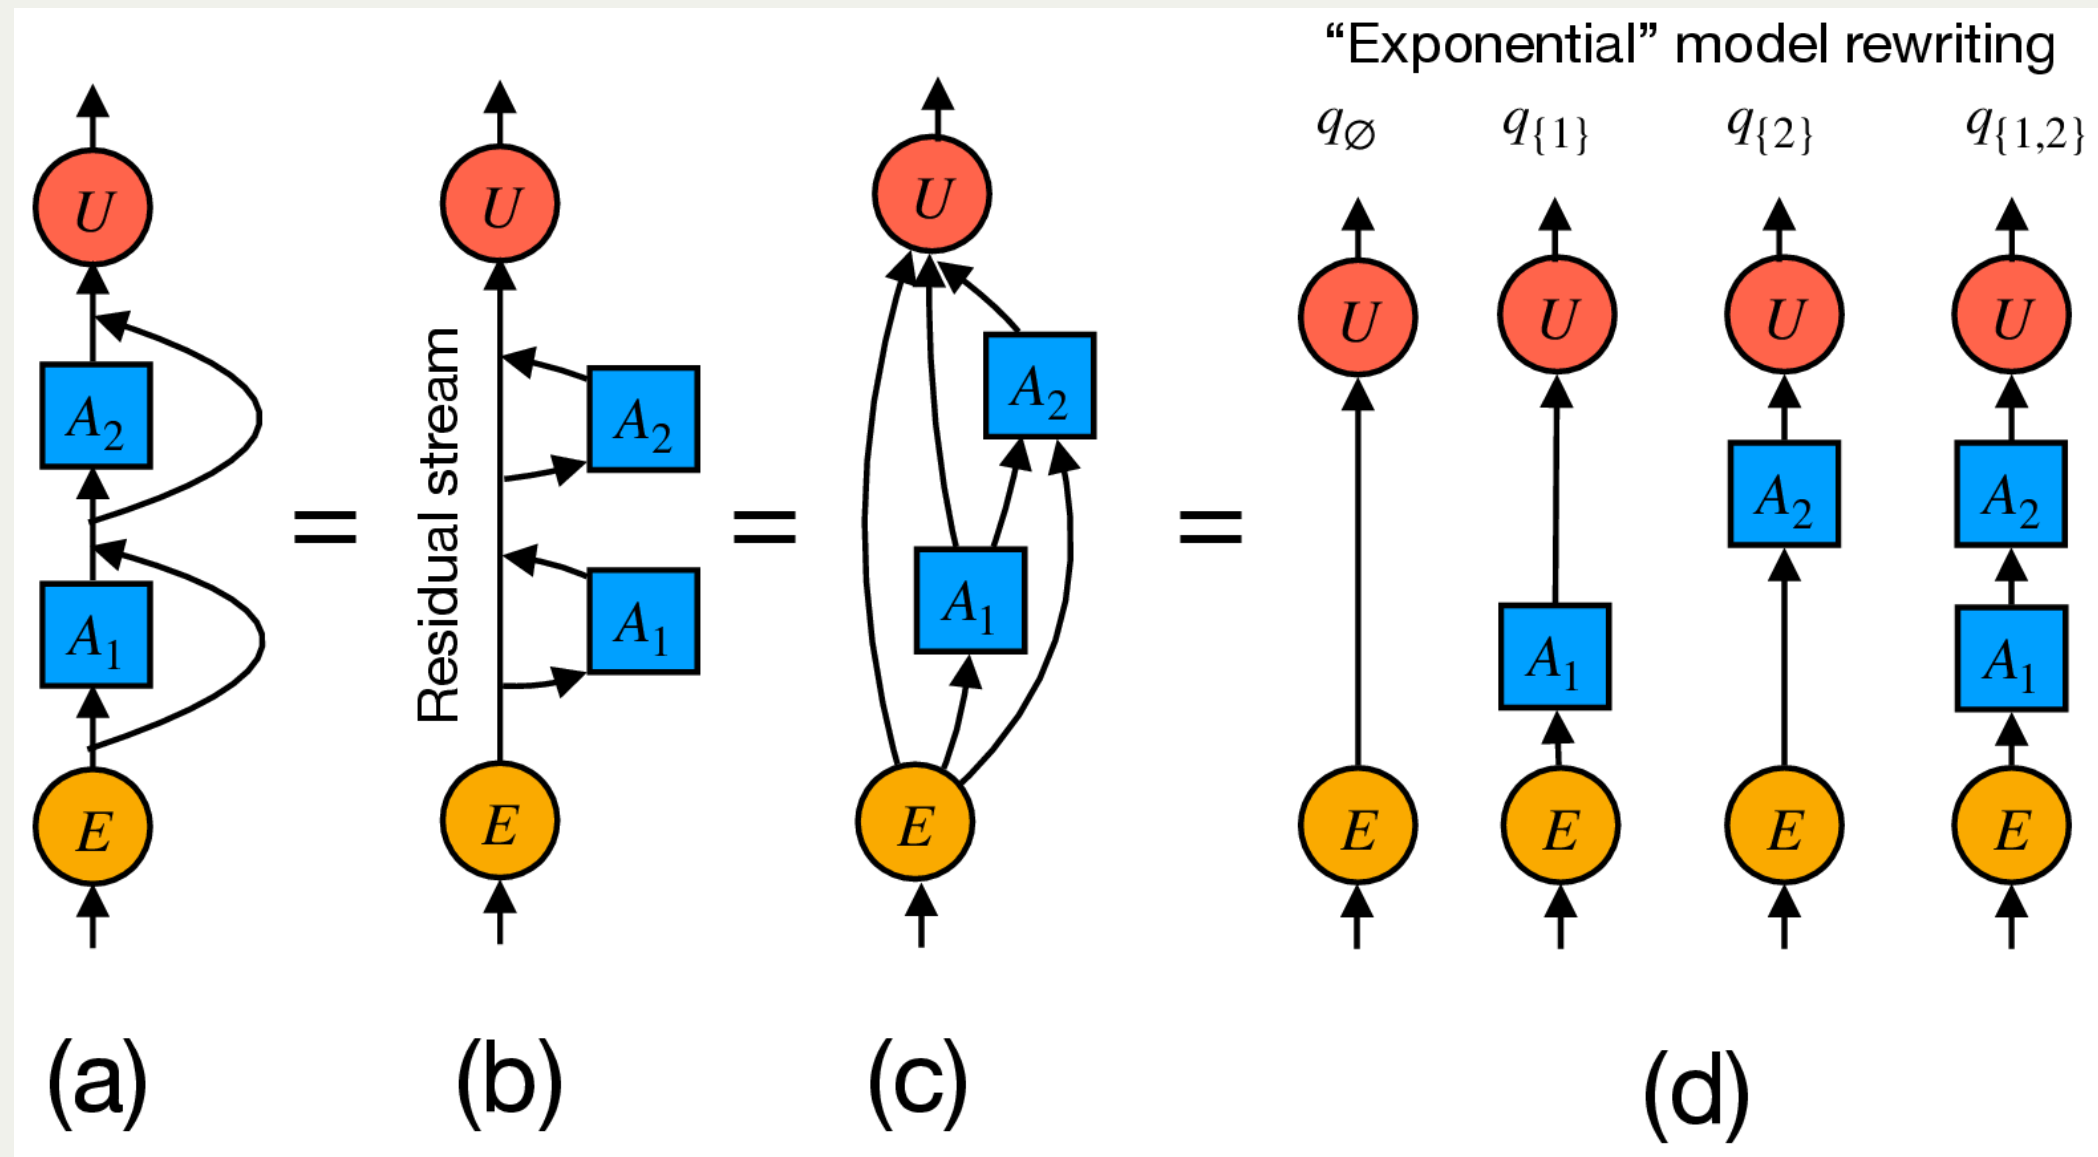 “Exponential” model rewriting
q∅ q{1} q{2} q{1,2}
U U U U U U U
A2 A2 A2 A2 A2
Residual stream
A1 A1 A1 A1 A1
E E E E E E E
= = =
(a) (b) (c) (d)